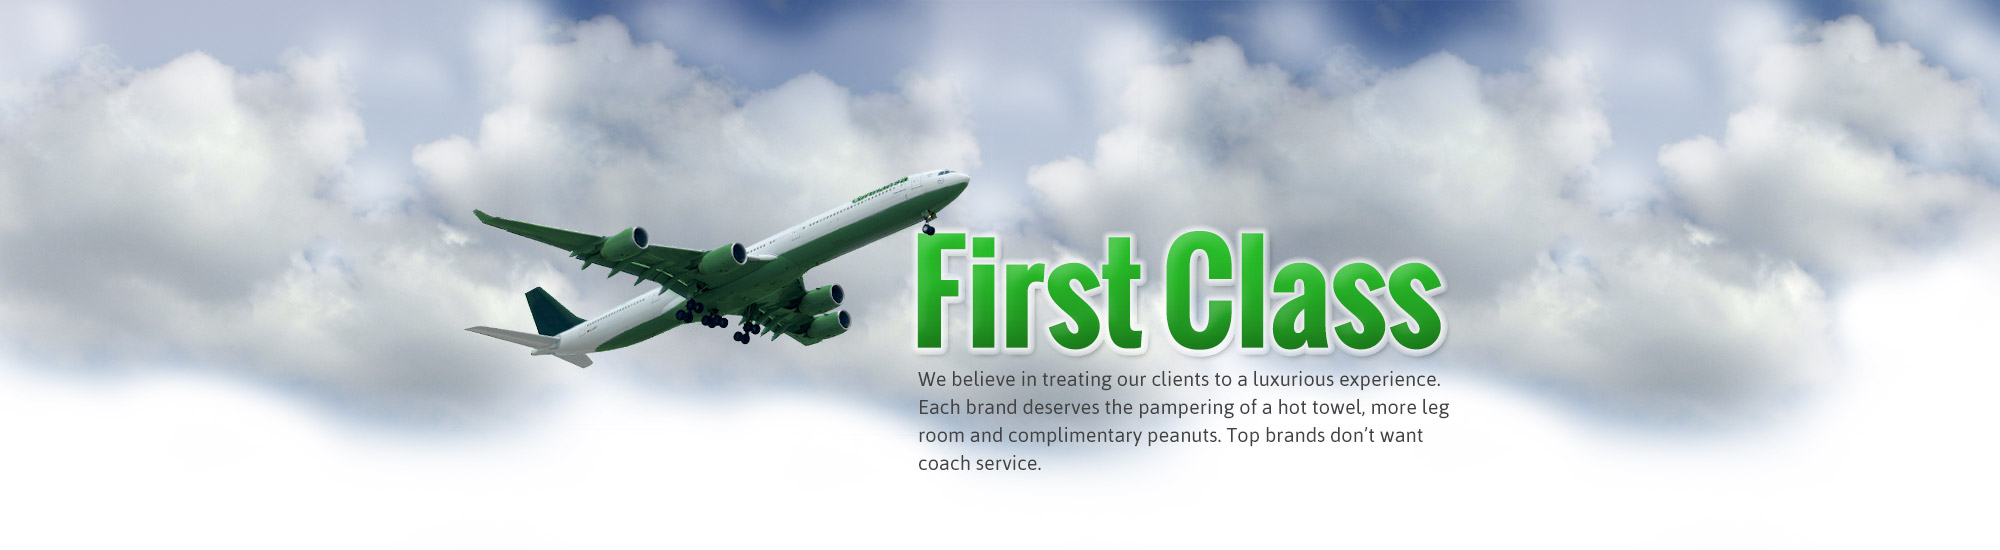 First Class
We believe in treating our clients to a luxurious experience.
Each brand deserves the pampering of a hot towel, more leg
room and complimentary peanuts. Top brands don’t want
coach service.